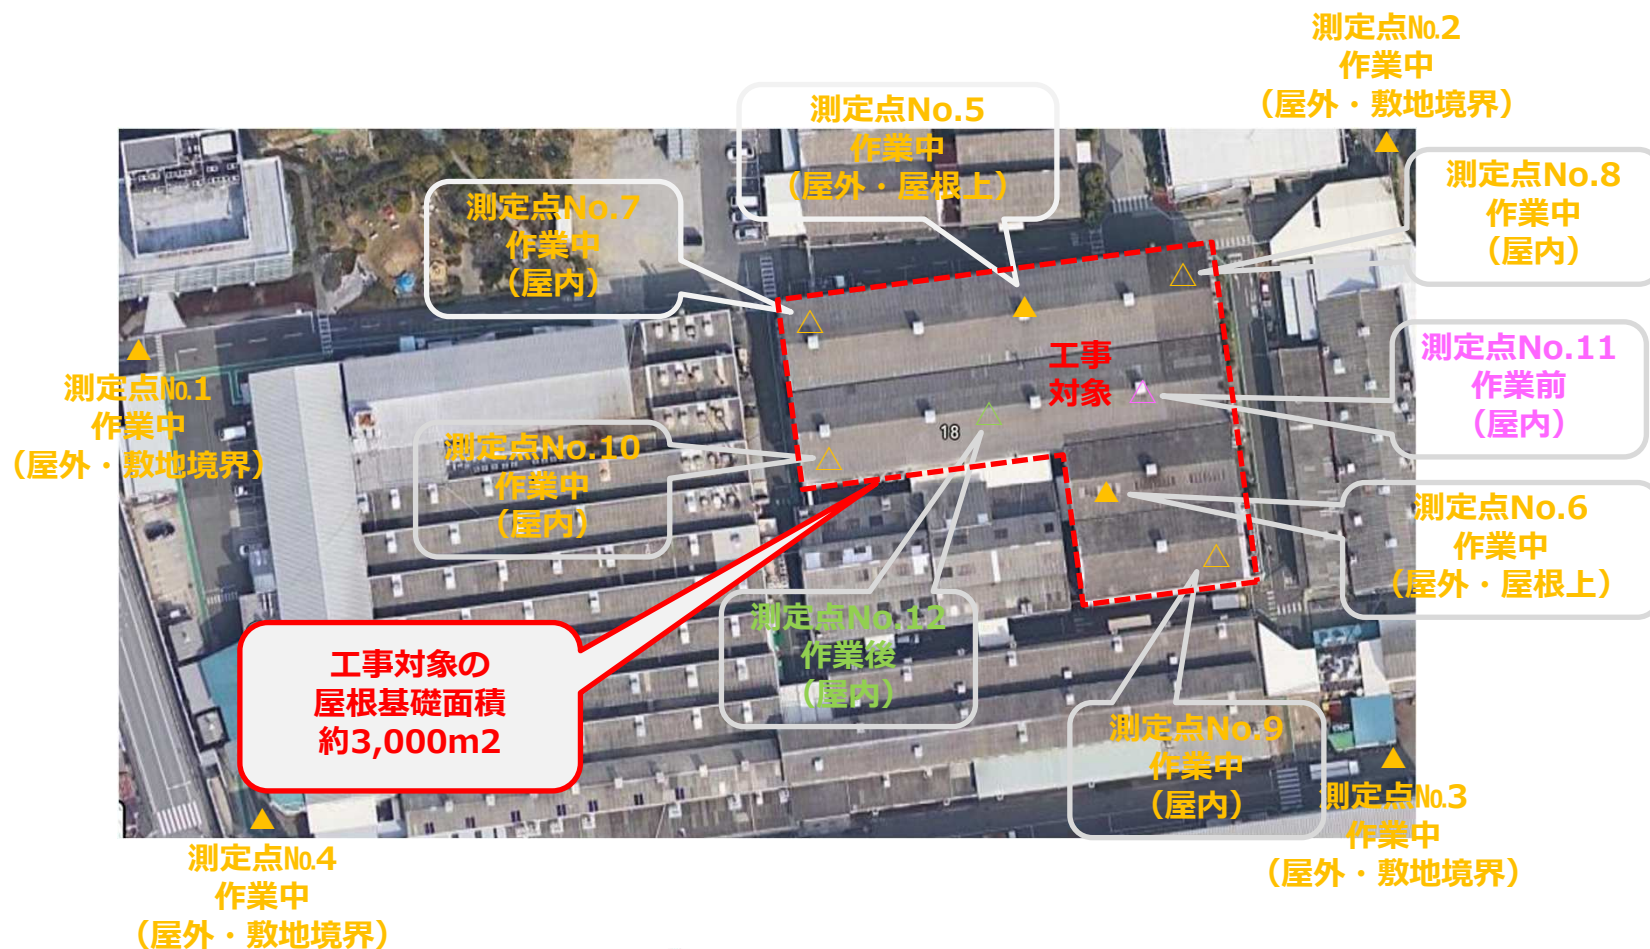 測定点№2
作業中
（屋外・敷地境界）
測定点No.5
作業中
（屋外・屋根上）
測定点No.8
作業中
（屋内）
測定点No.7
作業中
（屋内）
測定点No.11
作業前
（屋内）
工事
対象
測定点№1
作業中
（屋外・敷地境界）
18
測定点No.10
作業中
（屋内）
測定点No.6
作業中
（屋外・屋根上）
測定点No.12
作業後
（屋内）
工事対象の
屋根基礎面積
約3,000m2
測定点No.9
作業中
（屋内）
測定点№3
作業中
（屋外・敷地境界）
測定点№4
作業中
（屋外・敷地境界）